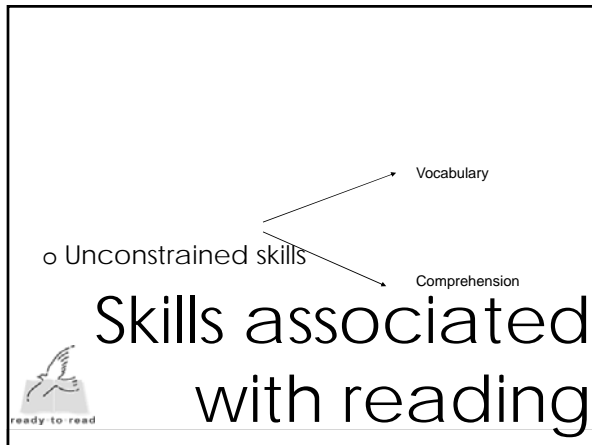 Vocabulary
o Unconstrained skills
Comprehension
Skills associated
with reading
ready-to-read